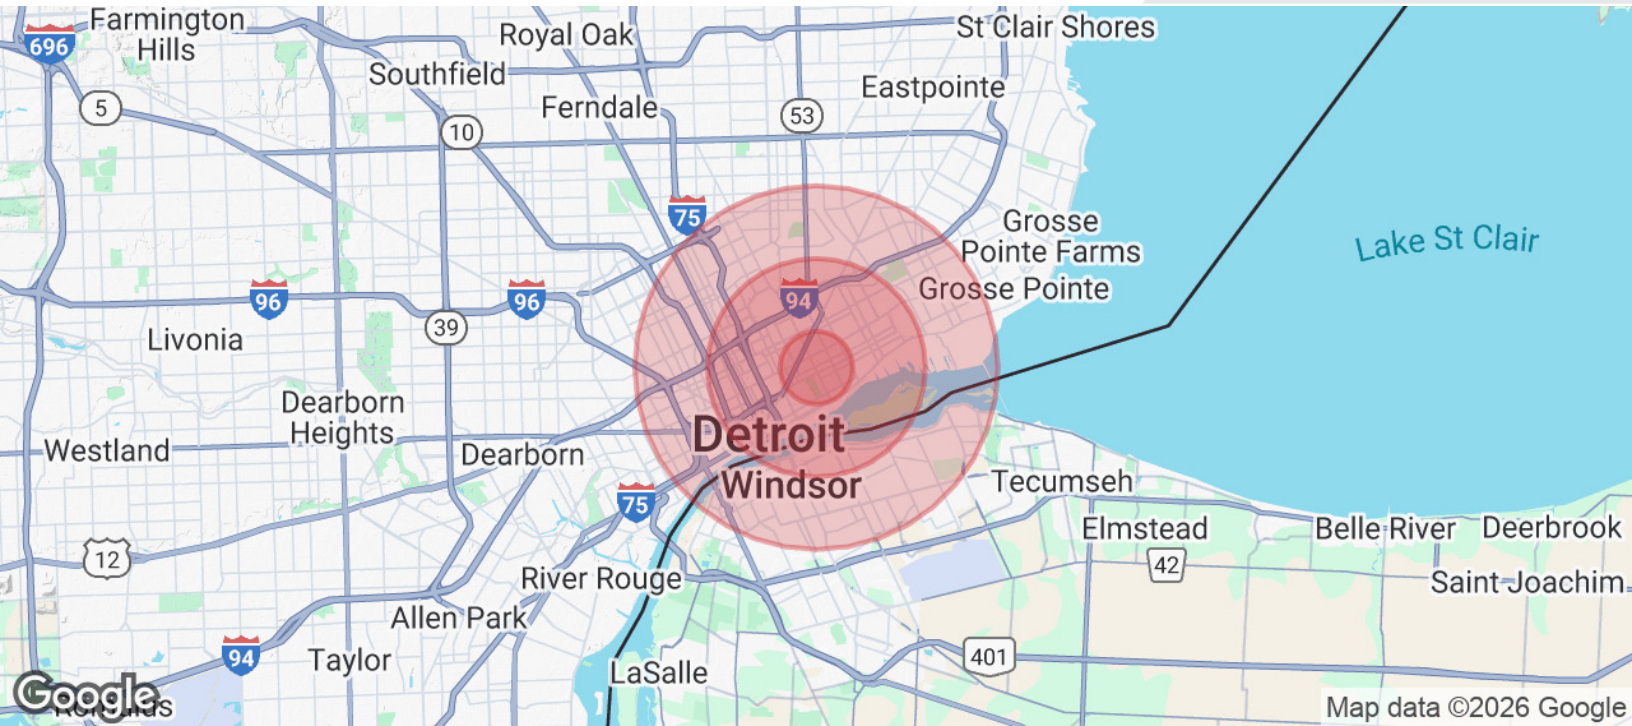 Farmington
Hills
696
Royal Oak
St Clair Shores
Southfield
Eastpointe
5
Ferndale
53
10
75
Grosse
Pointe Farms
Lake St Clair
Grosse Pointe
96
96
94
39
Livonia
Dearborn
Heights
Westland
Dearborn
Detroit
Windsor
Tecumseh
75
Elmstead
Belle River
Deerbrook
12
42
River Rouge
Saint Joachim
Allen Park
94
Taylor
401
LaSalle
Google
Romulus
Map data ©2026 Google